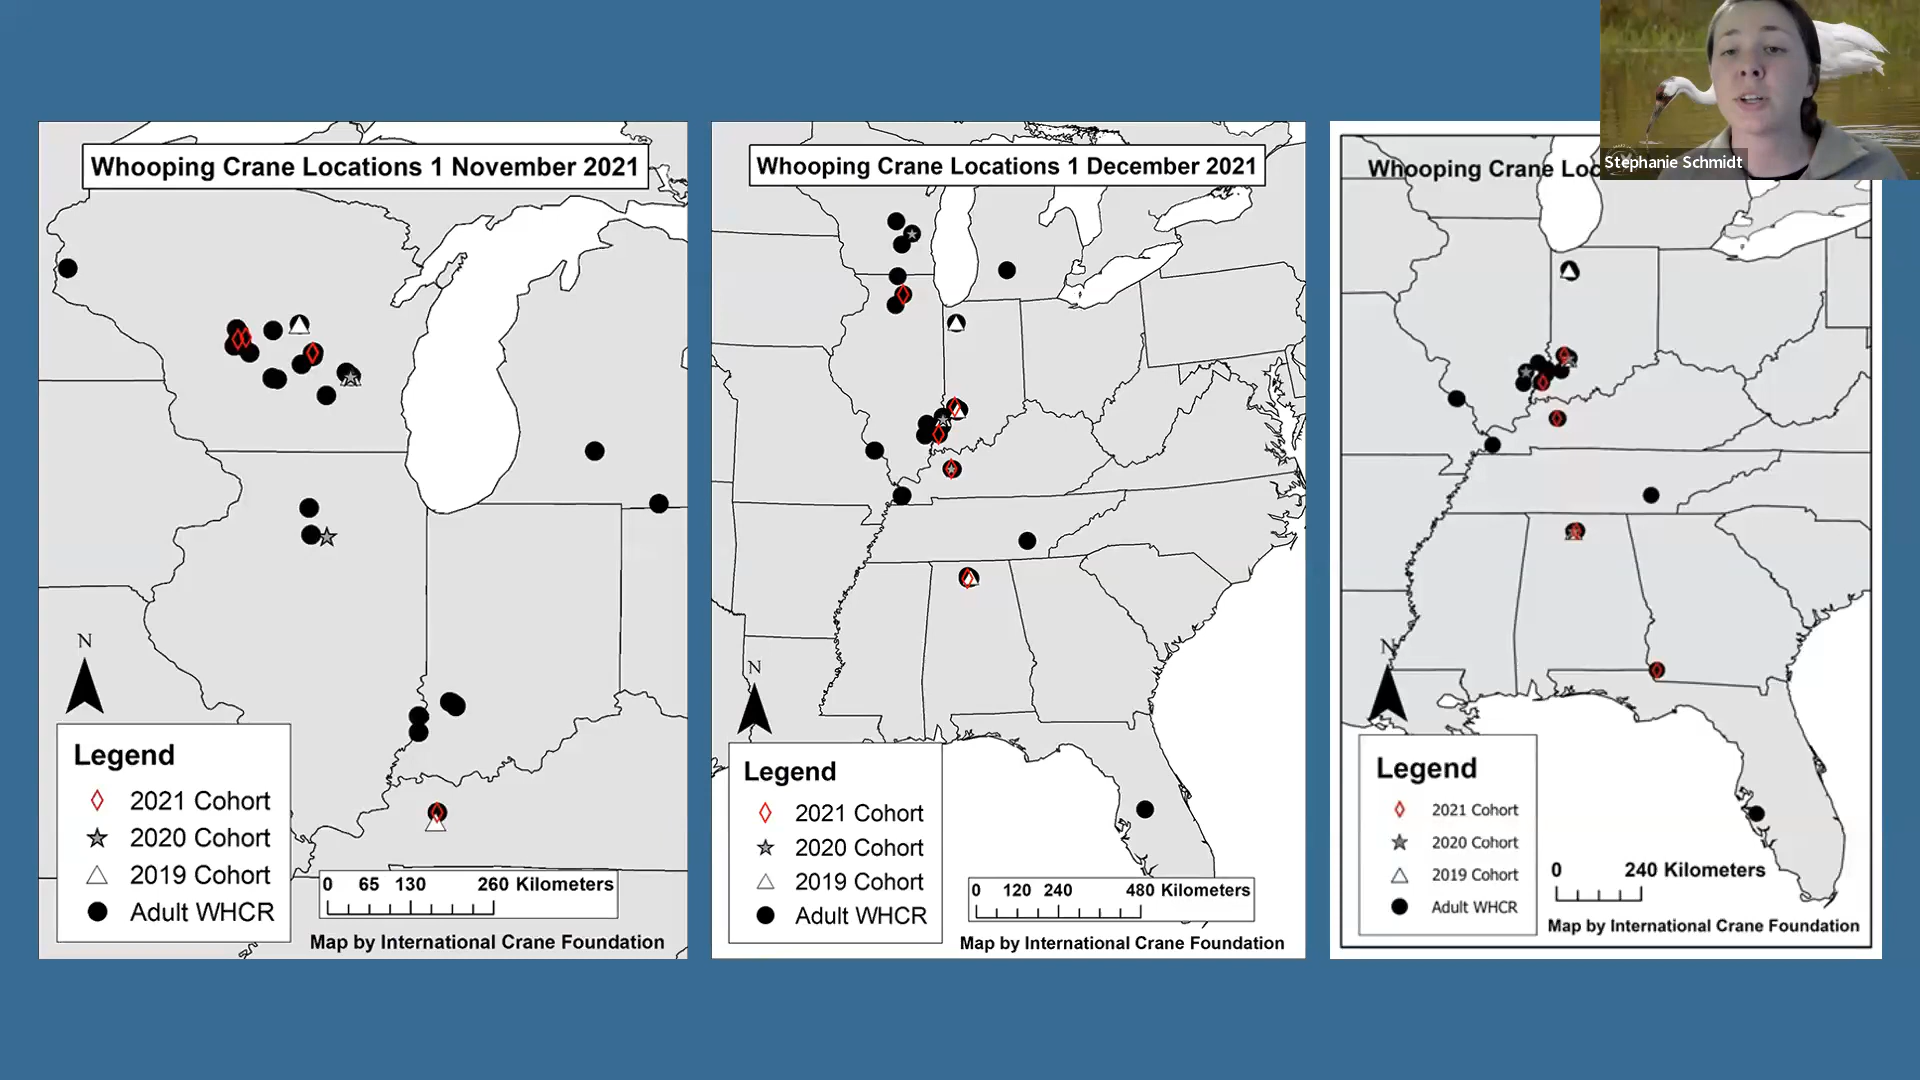 Whooping Crane Locations 1 November 2021
N
Legend
2021 Cohort
2020 Cohort
2019 Cohort
Adult WHCR
0 65 130 260 Kilometers
Map by International Crane Foundation
Whooping Crane Locations 1 December 2021
N
Legend
2021 Cohort
2020 Cohort
2019 Cohort
Adult WHCR
0 120 240 480 Kilometers
Map by International Crane Foundation
Whooping Crane Loc
N
Legend
2021 Cohort
2020 Cohort
2019 Cohort
Adult WHCR
0 240 Kilometers
Map by International Crane Foundation
Stephanie Schmidt